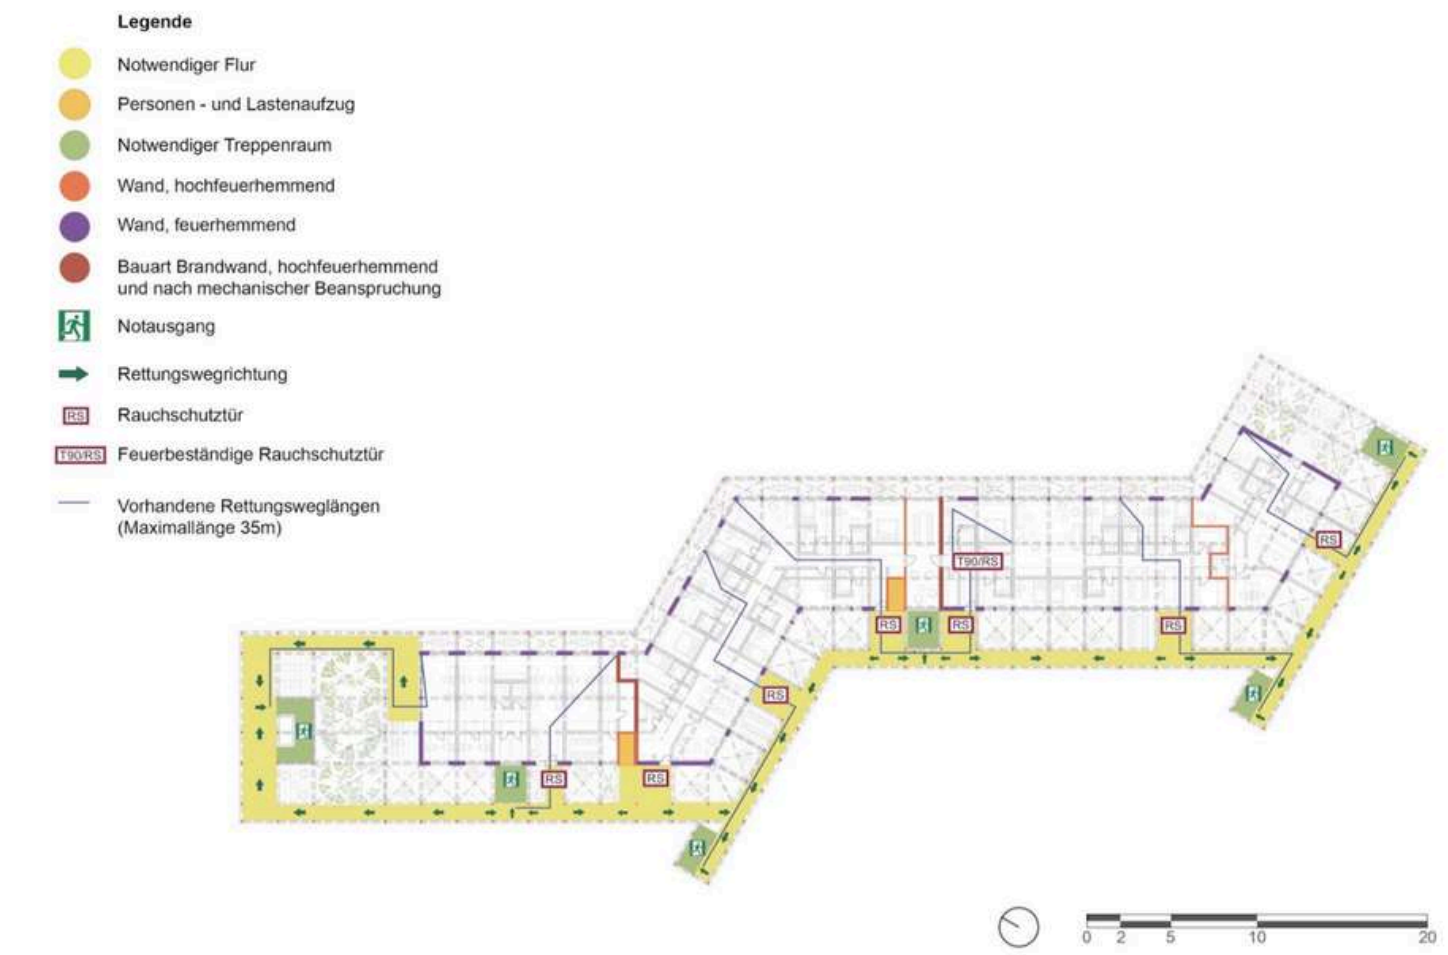 Legende
Notwendiger Flur
Personen - und Lastenaufzug
Notwendiger Treppenraum
Wand, hochfeuerhemmend
Wand, feuerhemmend
Bauart Brandwand, hochfeuerhemmend
und nach mechanischer Beanspruchung
Notausgang
Rettungswegrichtung
RS
Rauchschutztür
T90/RS
Feuerbeständige Rauchschutztür
Vorhandene Rettungsweglängen
(Maximallänge 35m)
RS
T90/RS
RS
RS
RS
RS
RS
RS
0 2 5 10 20